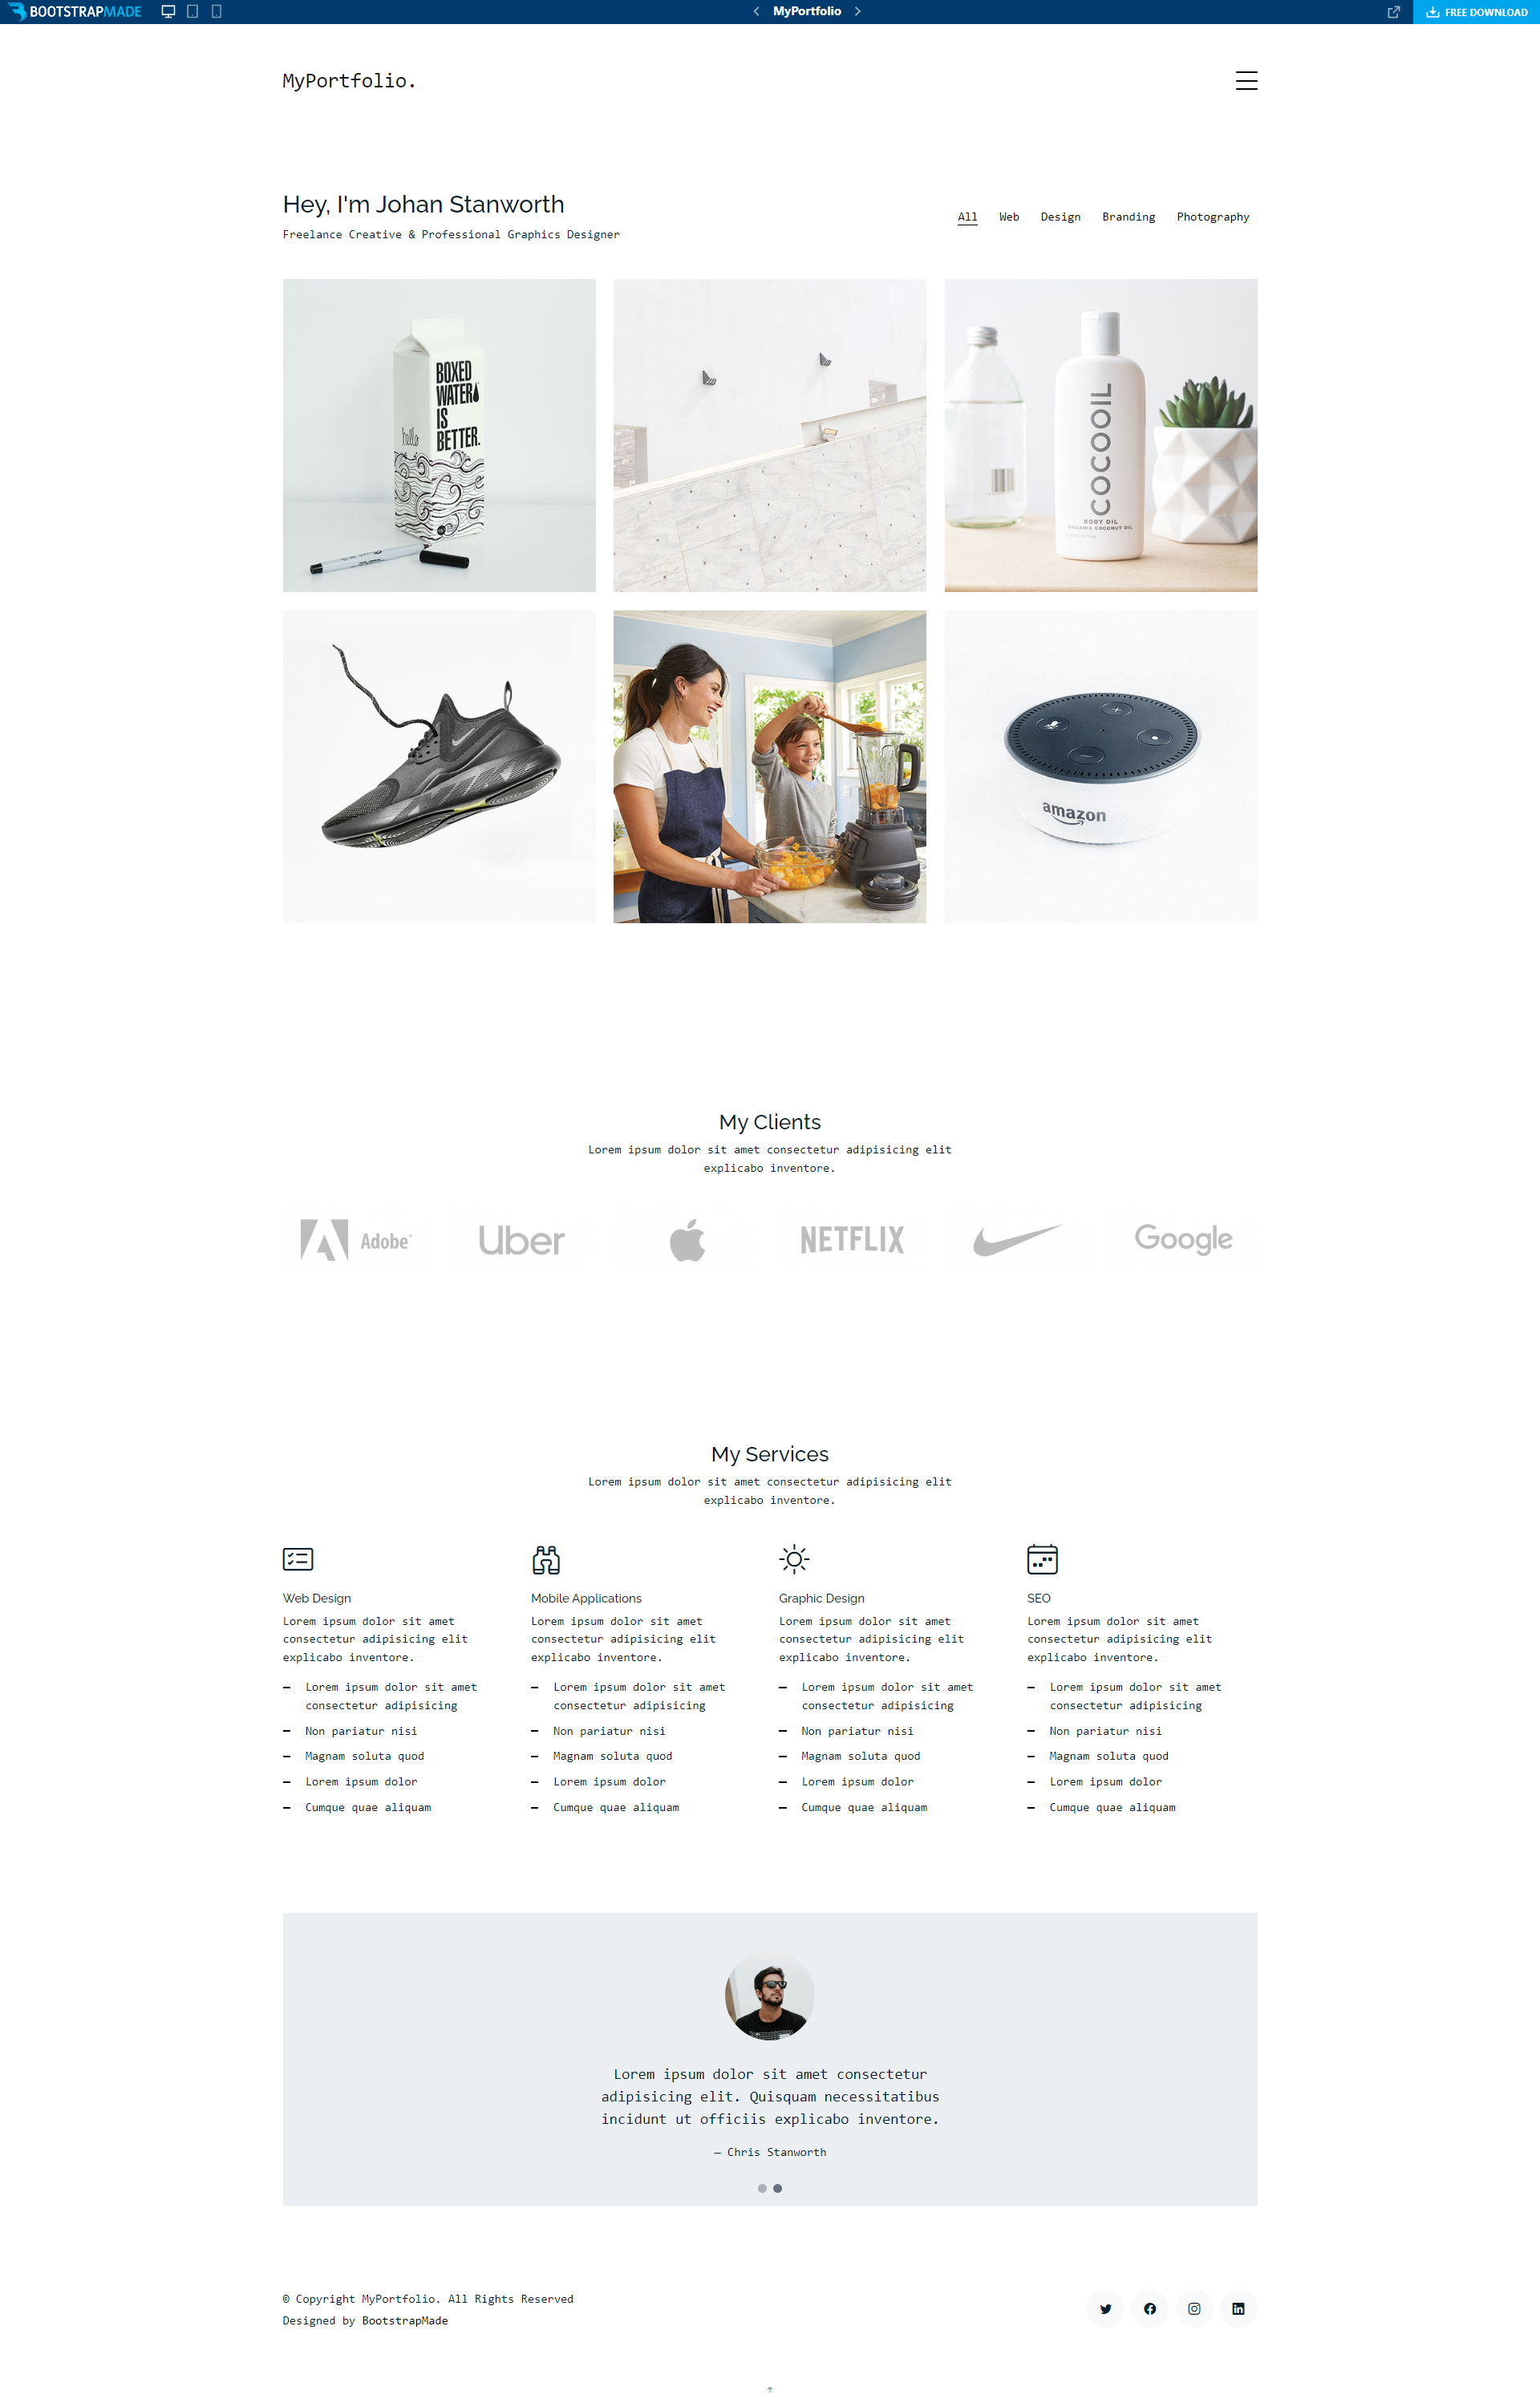 BOOTSTRAPMADE
MyPortfolio
FREE DOWNLOAD
MyPortfolio.
Hey, I'm Johan Stanworth
Freelance Creative & Professional Graphics Designer
All Web Design Branding Photography
BOXED
WATER
IS
BETTER.
hello
COCOOIL
BODY OIL
ORGANIC COCONUT OIL
amazon
My Clients
Lorem ipsum dolor sit amet consectetur adipisicing elit
explicabo inventore.
Adobe
Uber
NETFLIX
Google
My Services
Lorem ipsum dolor sit amet consectetur adipisicing elit
explicabo inventore.
Web Design
Lorem ipsum dolor sit amet
consectetur adipisicing elit
explicabo inventore.
Lorem ipsum dolor sit amet
consectetur adipisicing
Non pariatur nisi
Magnam soluta quod
Lorem ipsum dolor
Cumque quae aliquam
Mobile Applications
Lorem ipsum dolor sit amet
consectetur adipisicing elit
explicabo inventore.
Lorem ipsum dolor sit amet
consectetur adipisicing
Non pariatur nisi
Magnam soluta quod
Lorem ipsum dolor
Cumque quae aliquam
Graphic Design
Lorem ipsum dolor sit amet
consectetur adipisicing elit
explicabo inventore.
Lorem ipsum dolor sit amet
consectetur adipisicing
Non pariatur nisi
Magnam soluta quod
Lorem ipsum dolor
Cumque quae aliquam
SEO
Lorem ipsum dolor sit amet
consectetur adipisicing elit
explicabo inventore.
Lorem ipsum dolor sit amet
consectetur adipisicing
Non pariatur nisi
Magnam soluta quod
Lorem ipsum dolor
Cumque quae aliquam
Lorem ipsum dolor sit amet consectetur
adipisicing elit. Quisquam necessitatibus
incidunt ut officiis explicabo inventore.
— Chris Stanworth
© Copyright MyPortfolio. All Rights Reserved
Designed by BootstrapMade